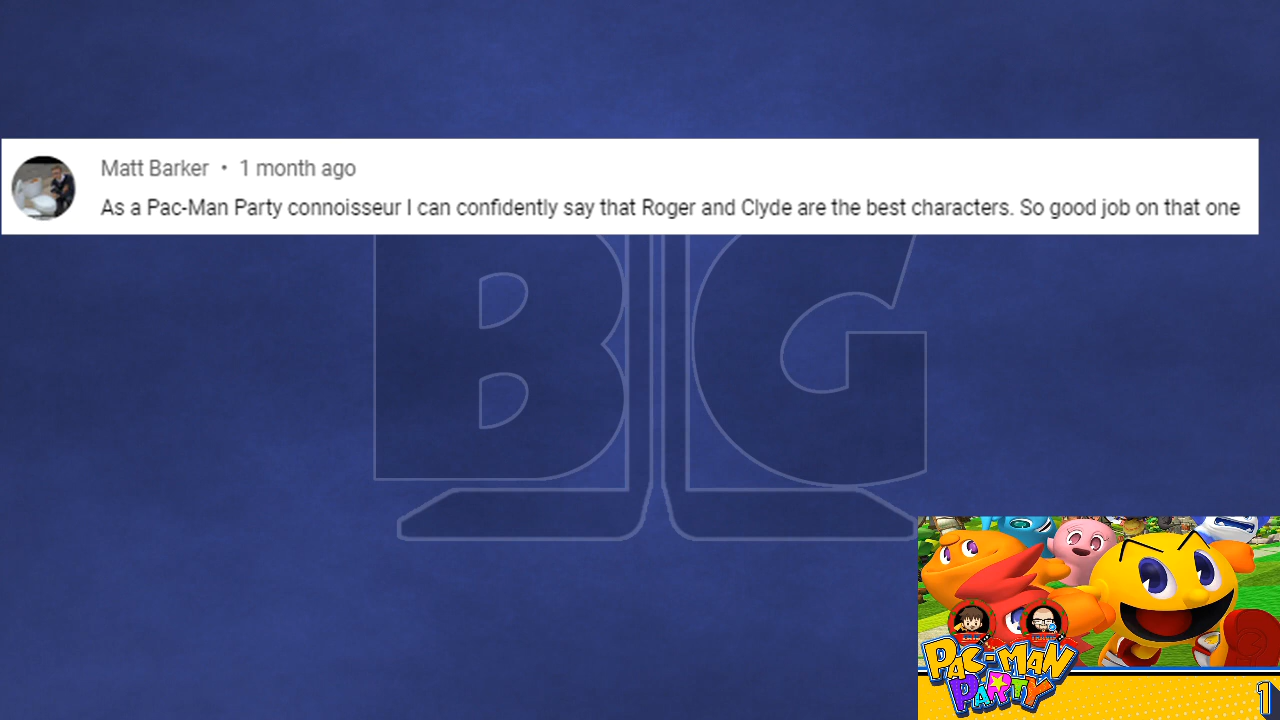 Matt Barker • 1 month ago
As a Pac-Man Party connoisseur I can confidently say that Roger and Clyde are the best characters. So good job on that one
B G
PAC-MAN
PARTY
1